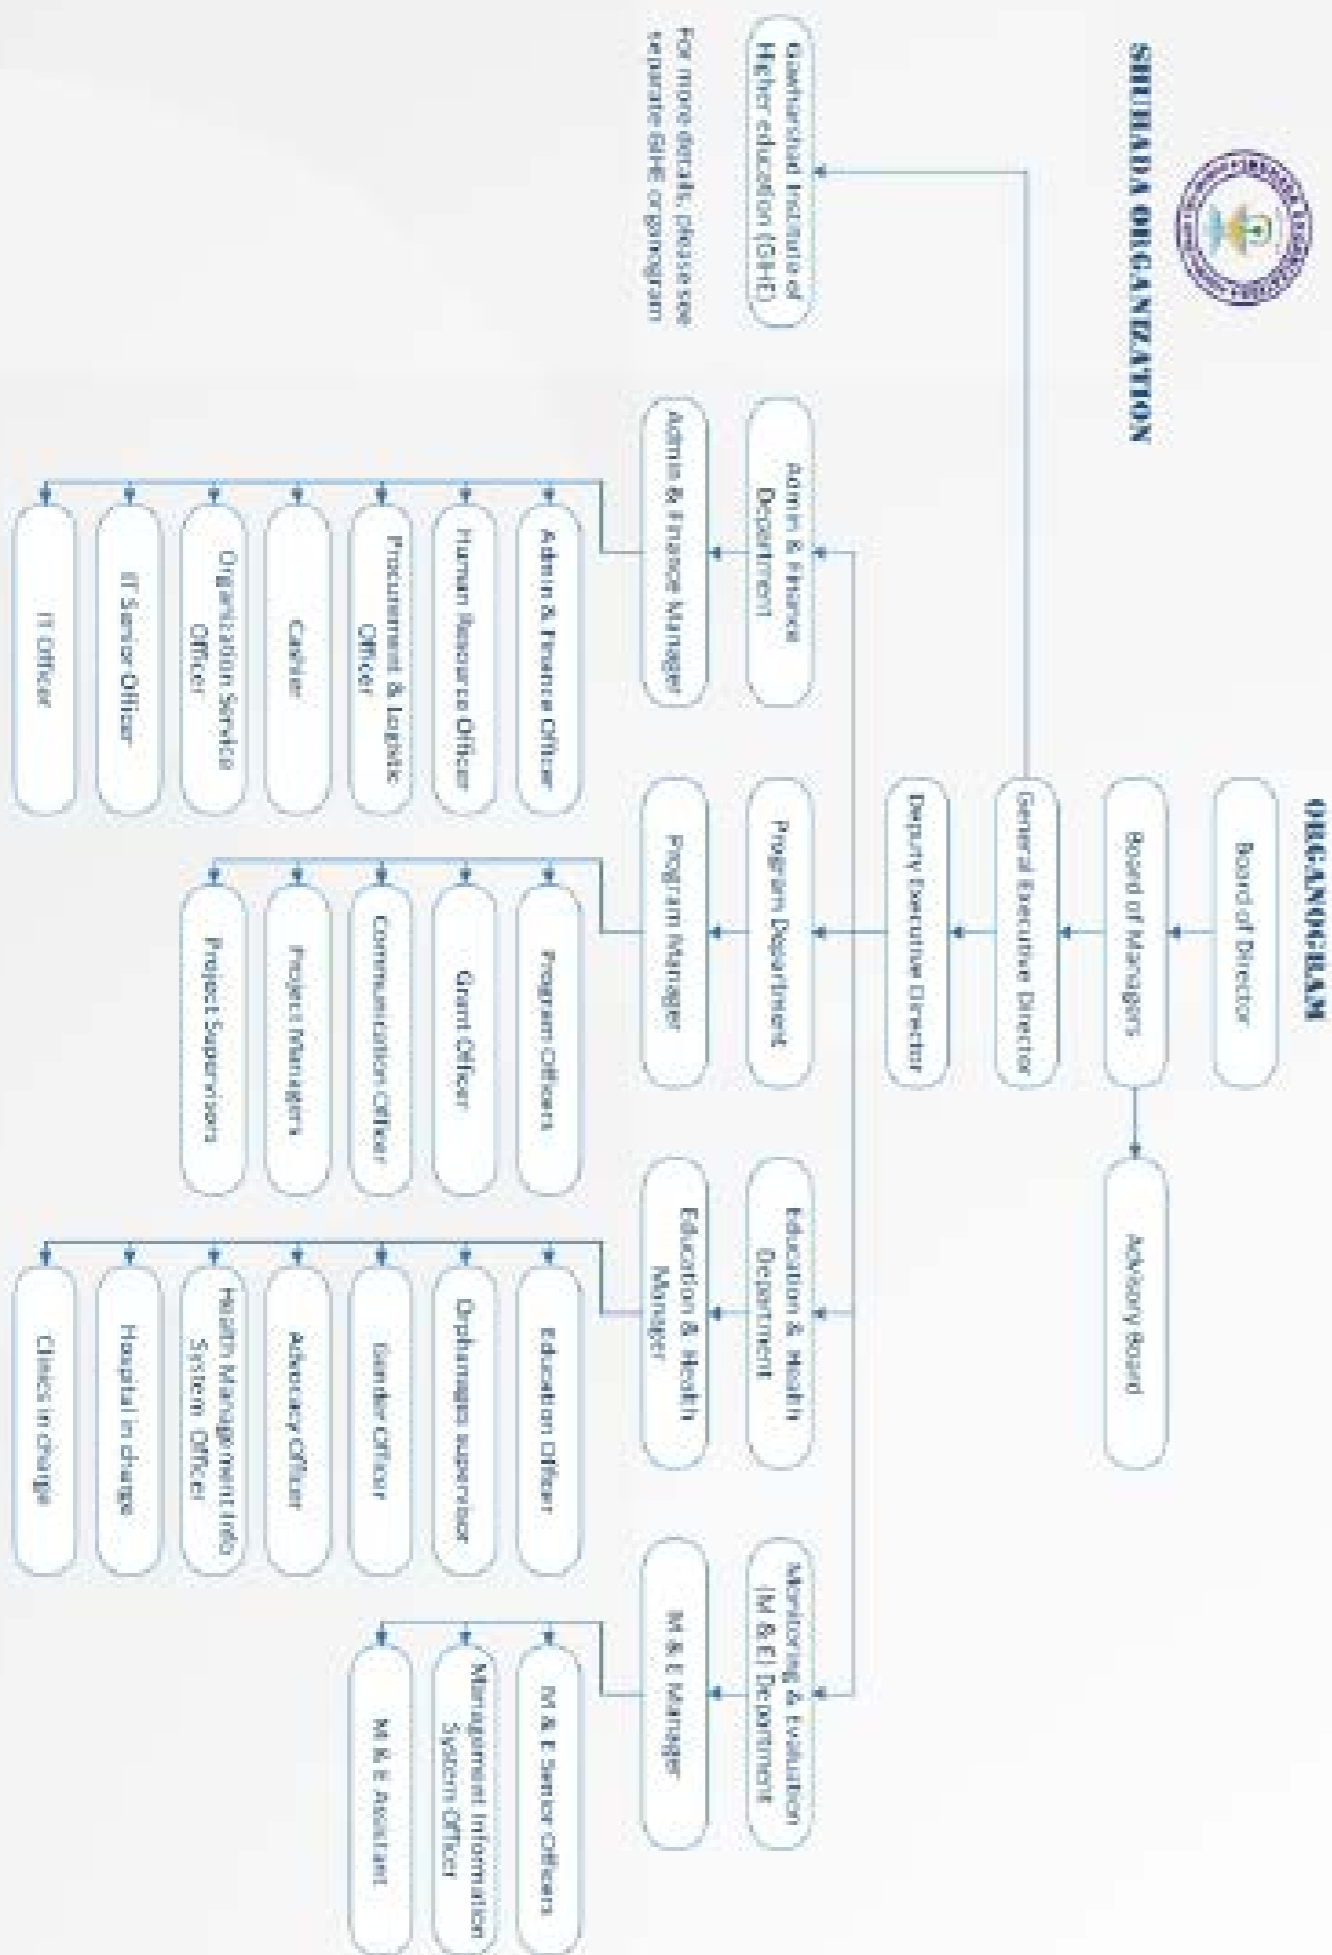 ORGANOGRAM
SHUHADA ORGANIZATION
Board of Director
Board of Managers
Advisory Board
General Executive Director
Deputy Executive Director
Gawharshad Institute of
Higher education (GIHE)
For more details, please see
separate GIHE organogram
Admin & Finance
Department
Program Department
Education & Health
Department
Monitoring & Evaluation
(M & E) Department
Admin & Finance Manager
Program Manager
Education & Health
Manager
M & E Manager
Admin & Finance Officer
Human Resource Officer
Procurement & Logistic
Officer
Cashier
Organization Service
Officer
IT Senior Officer
IT Officer
Program Officers
Grant Officer
Communication Officer
Project Managers
Project Supervisors
Education Officer
Orphanages supervisor
Gender Officer
Advocacy Officer
Health Management Info
System Officer
Hospital in charge
Clinics in charge
M & E Senior Officers
Management Information
System Officer
M & E Assistant